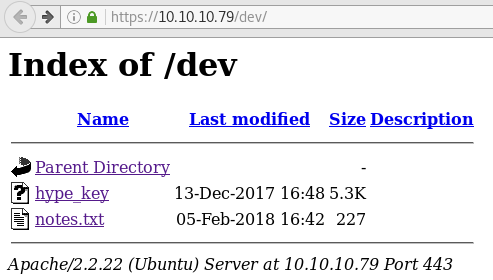 https://10.10.10.79/dev/
Index of /dev
Name Last modified Size Description
Parent Directory -
hype_key 13-Dec-2017 16:48 5.3K
notes.txt 05-Feb-2018 16:42 227
Apache/2.2.22 (Ubuntu) Server at 10.10.10.79 Port 443